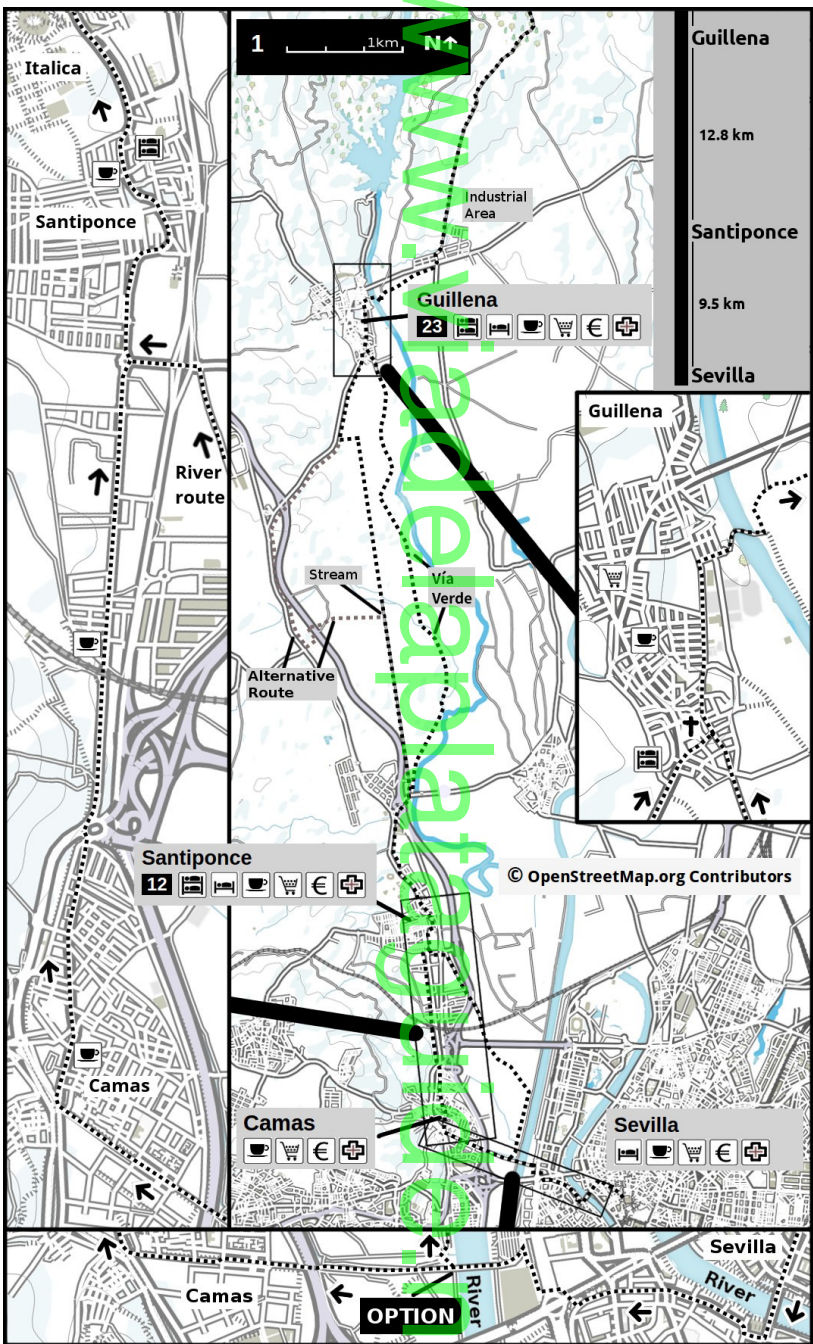 Italica
Santiponce
River
route
Camas
1
1km
N↑
Industrial
Area
Guillena
23
€
Stream
Vía
Verde
Alternative
Route
Santiponce
12
€
© OpenStreetMap.org Contributors
Camas
€
Sevilla
€
Guillena
12.8 km
Santiponce
9.5 km
Sevilla
Guillena
Camas
OPTION
River
Sevilla
River
www.viadelaplataguide.n